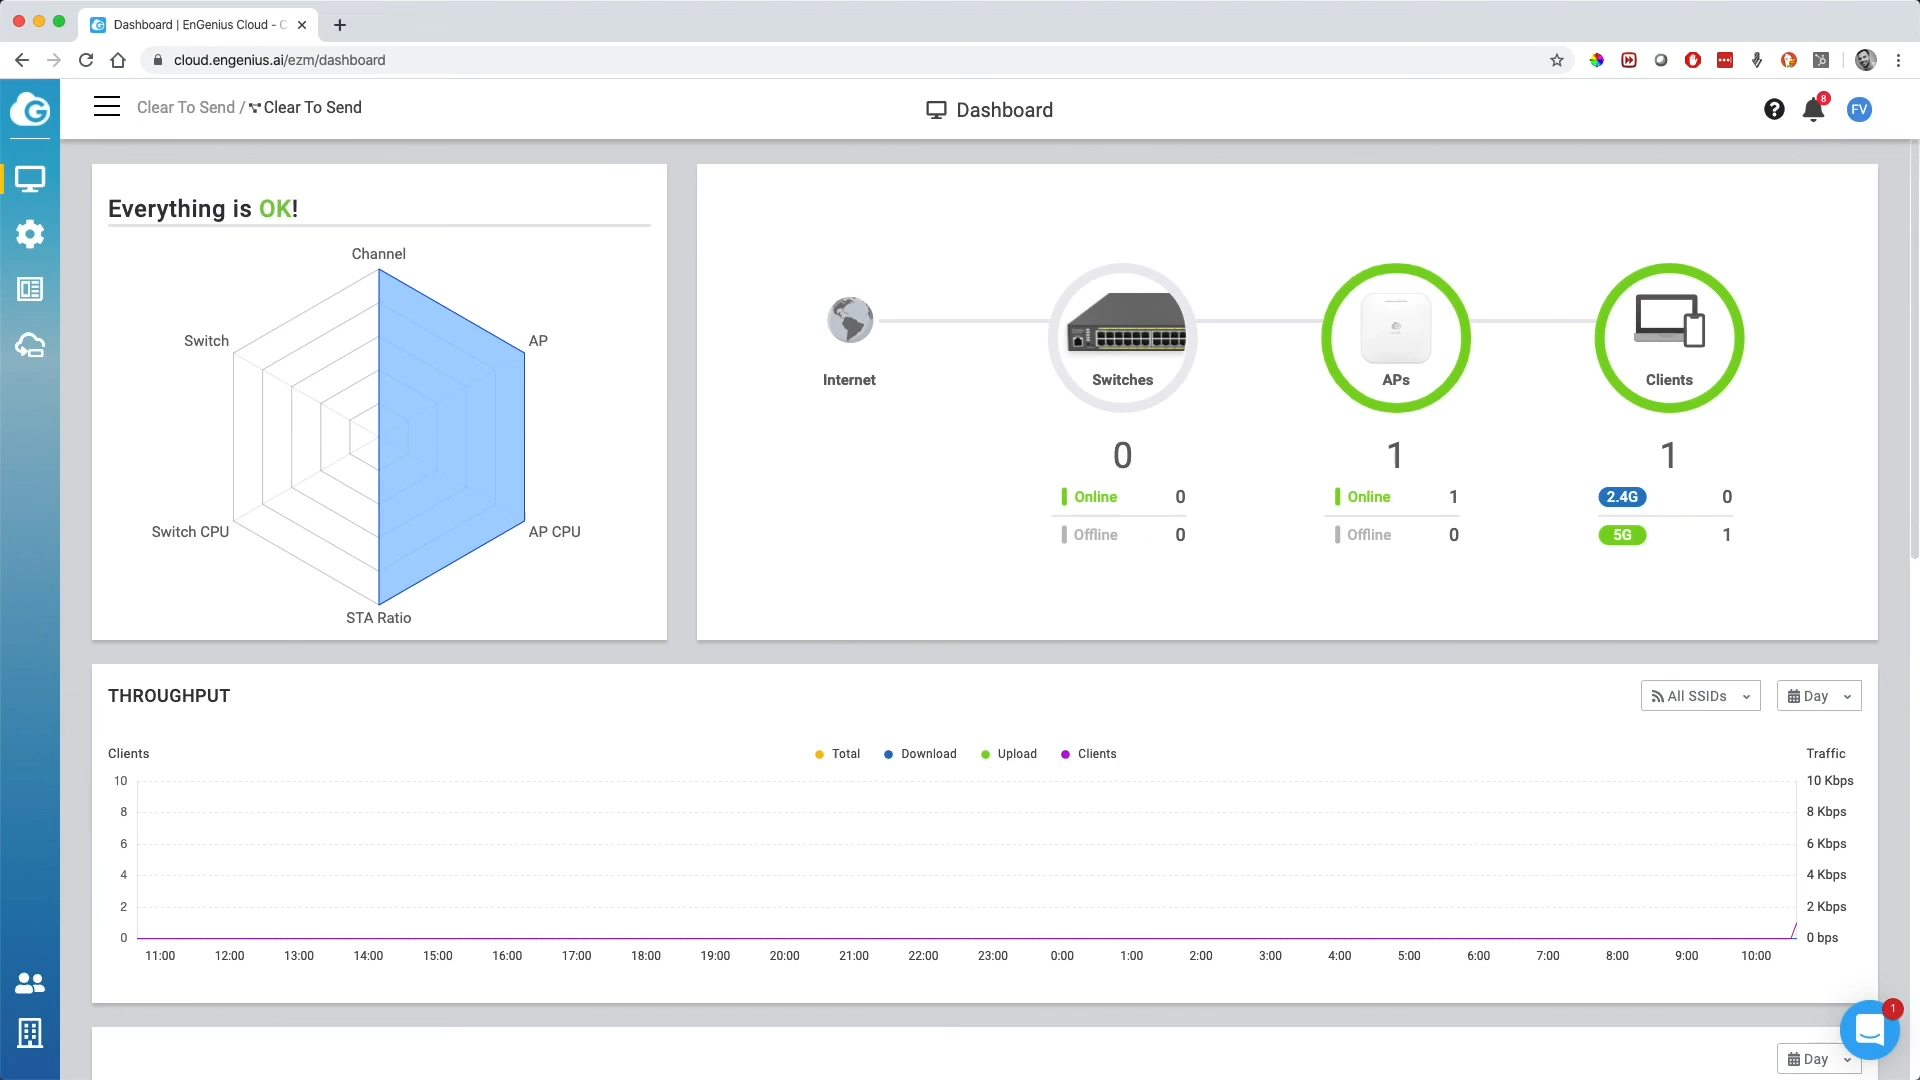 Dashboard | EnGenius Cloud - C
cloud.engenius.ai/ezm/dashboard
Clear To Send / Clear To Send
Dashboard
8
FV
Everything is OK!
Channel
Switch
AP
Switch CPU
AP CPU
STA Ratio
Internet
Switches
APs
Clients
0
1
1
Online 0
Offline 0
Online 1
Offline 0
2.4G 0
5G 1
THROUGHPUT
All SSIDs
Day
Clients
Total Download Upload Clients
Traffic
10
8
6
4
2
0
10 Kbps
8 Kbps
6 Kbps
4 Kbps
2 Kbps
0 bps
11:00 12:00 13:00 14:00 15:00 16:00 17:00 18:00 19:00 20:00 21:00 22:00 23:00 0:00 1:00 2:00 3:00 4:00 5:00 6:00 7:00 8:00 9:00 10:00
1
Day